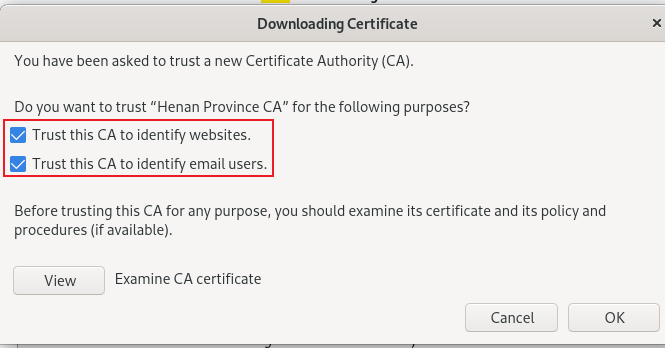 Downloading Certificate
You have been asked to trust a new Certificate Authority (CA).
Do you want to trust “Henan Province CA” for the following purposes?
Trust this CA to identify websites.
Trust this CA to identify email users.
Before trusting this CA for any purpose, you should examine its certificate and its policy and
procedures (if available).
View Examine CA certificate
Cancel OK